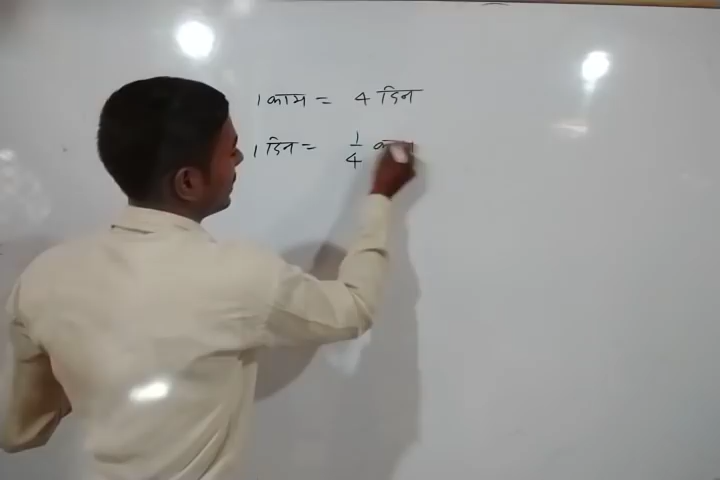 1 काम = 4 दिन
1 दिन = 1/4